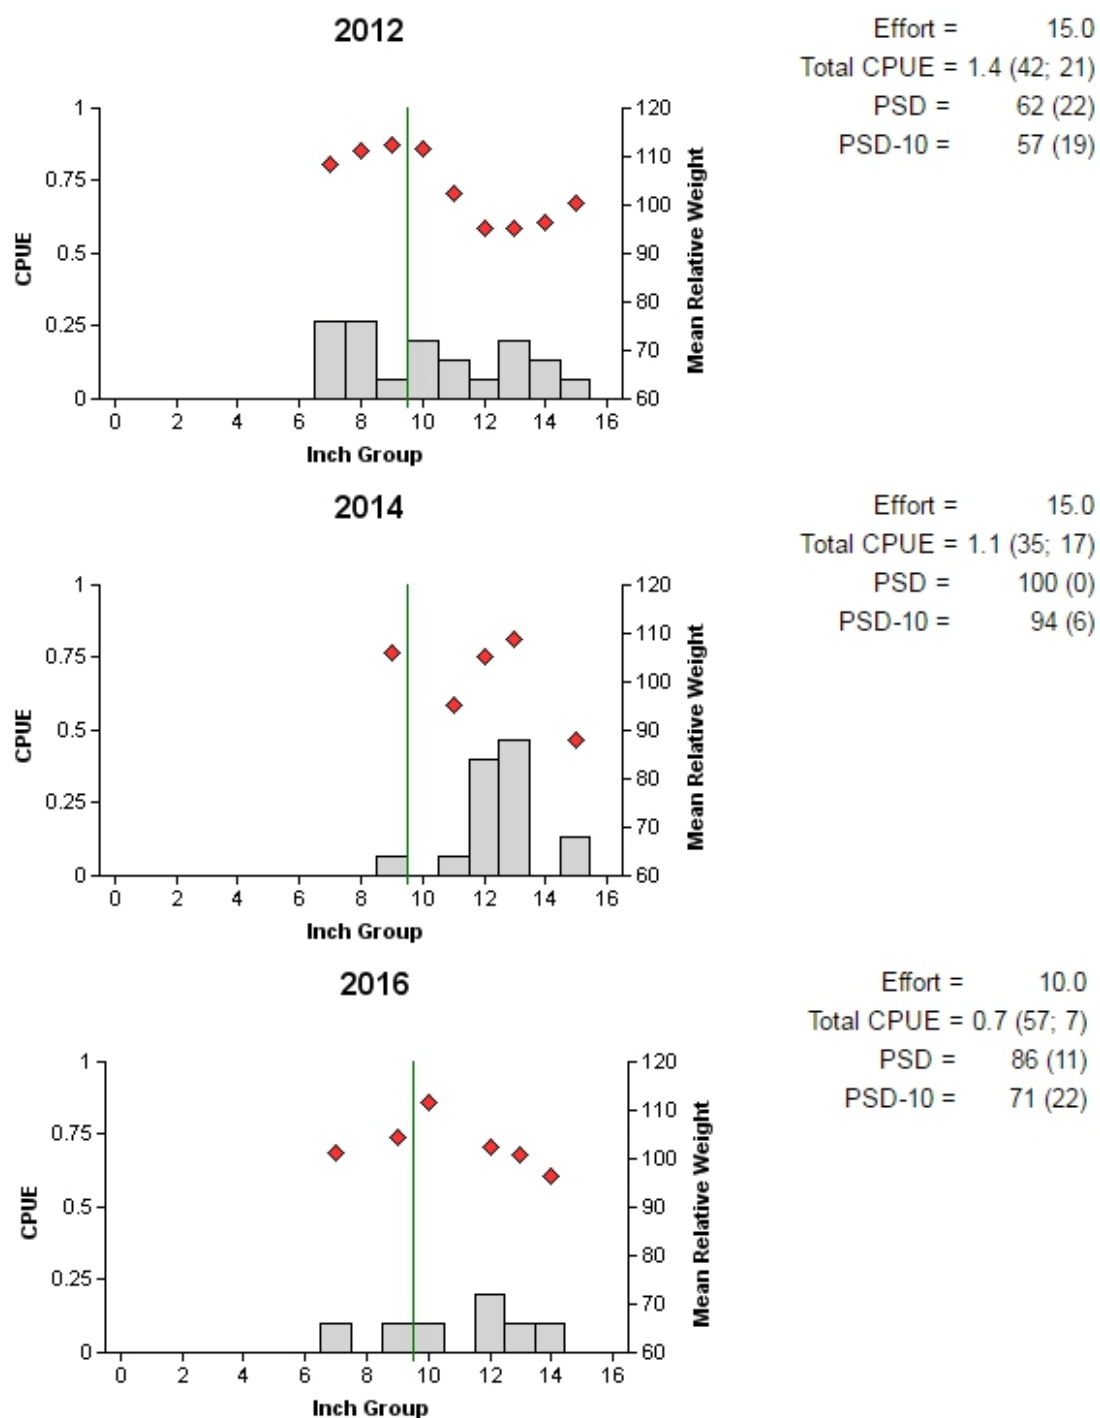 2012
Effort = 15.0
Total CPUE = 1.4 (42; 21)
PSD = 62 (22)
PSD-10 = 57 (19)
1
0.75
0.5
0.25
0
CPUE
120
110
100
90
80
70
60
Mean Relative Weight
0 2 4 6 8 10 12 14 16
Inch Group
2014
Effort = 15.0
Total CPUE = 1.1 (35; 17)
PSD = 100 (0)
PSD-10 = 94 (6)
1
0.75
0.5
0.25
0
CPUE
120
110
100
90
80
70
60
Mean Relative Weight
0 2 4 6 8 10 12 14 16
Inch Group
2016
Effort = 10.0
Total CPUE = 0.7 (57; 7)
PSD = 86 (11)
PSD-10 = 71 (22)
1
0.75
0.5
0.25
0
CPUE
120
110
100
90
80
70
60
Mean Relative Weight
0 2 4 6 8 10 12 14 16
Inch Group